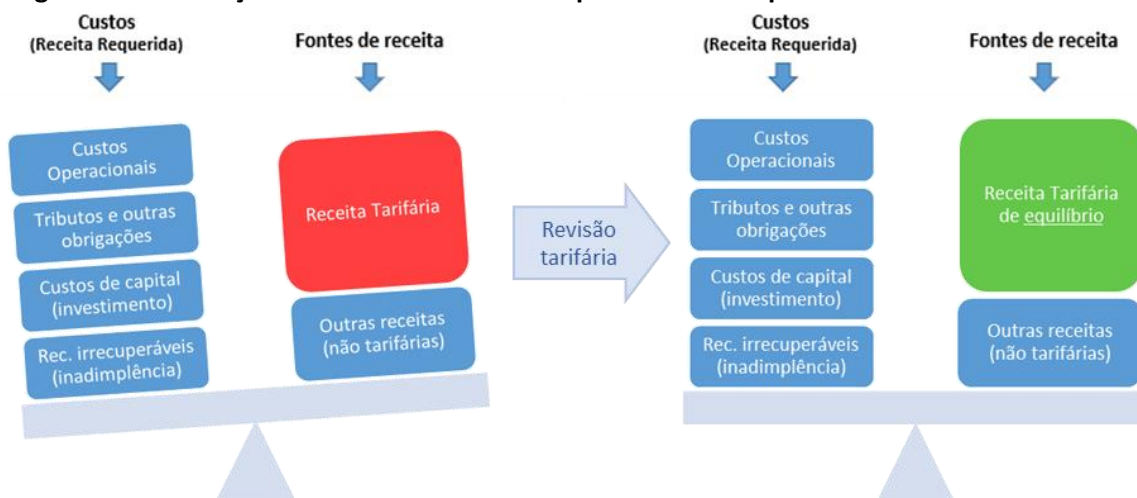 Custos
(Receita Requerida)
Fontes de receita
Custos
Operacionais
Tributos e outras
obrigações
Custos de capital
(investimento)
Rec. irrecuperáveis
(inadimplência)
Receita Tarifária
Outras receitas
(não tarifárias)
Revisão
tarifária
Custos
(Receita Requerida)
Fontes de receita
Custos
Operacionais
Tributos e outras
obrigações
Custos de capital
(investimento)
Rec. irrecuperáveis
(inadimplência)
Receita Tarifária
de equilíbrio
Outras receitas
(não tarifárias)